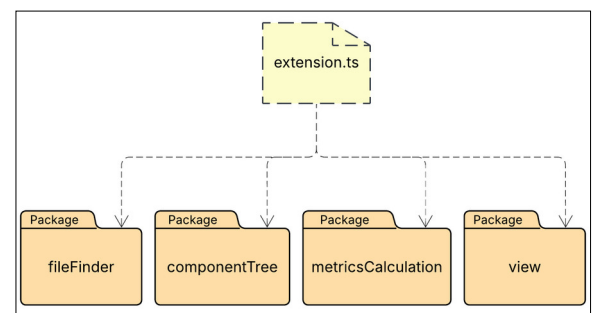 extension.ts
Package
Package
Package
Package
fileFinder
componentTree
metricsCalculation
view